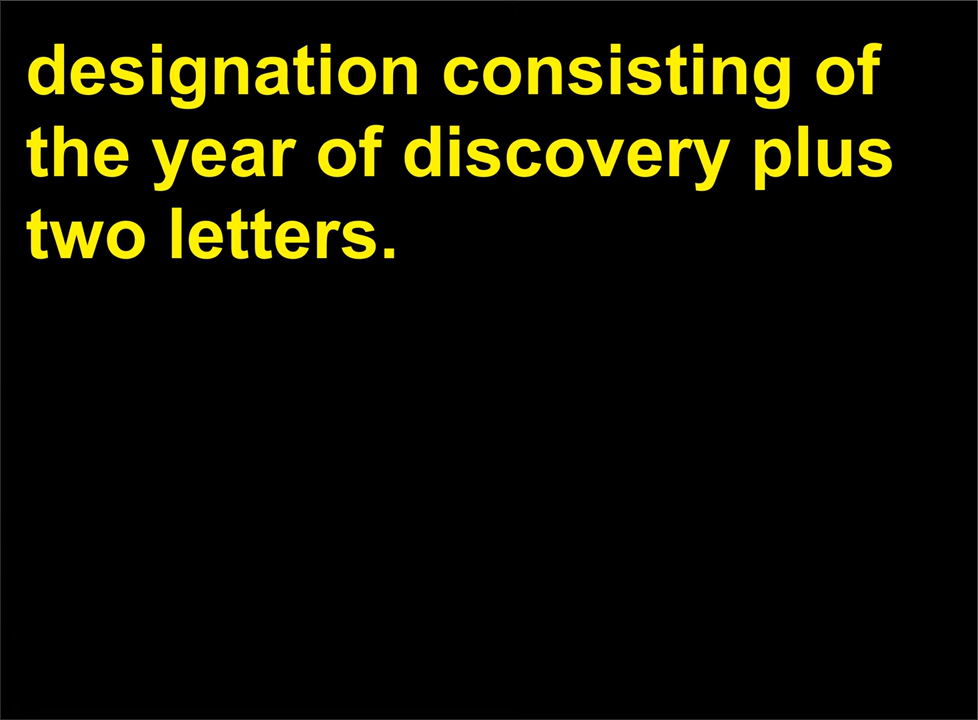 designation consisting of
the year of discovery plus
two letters.